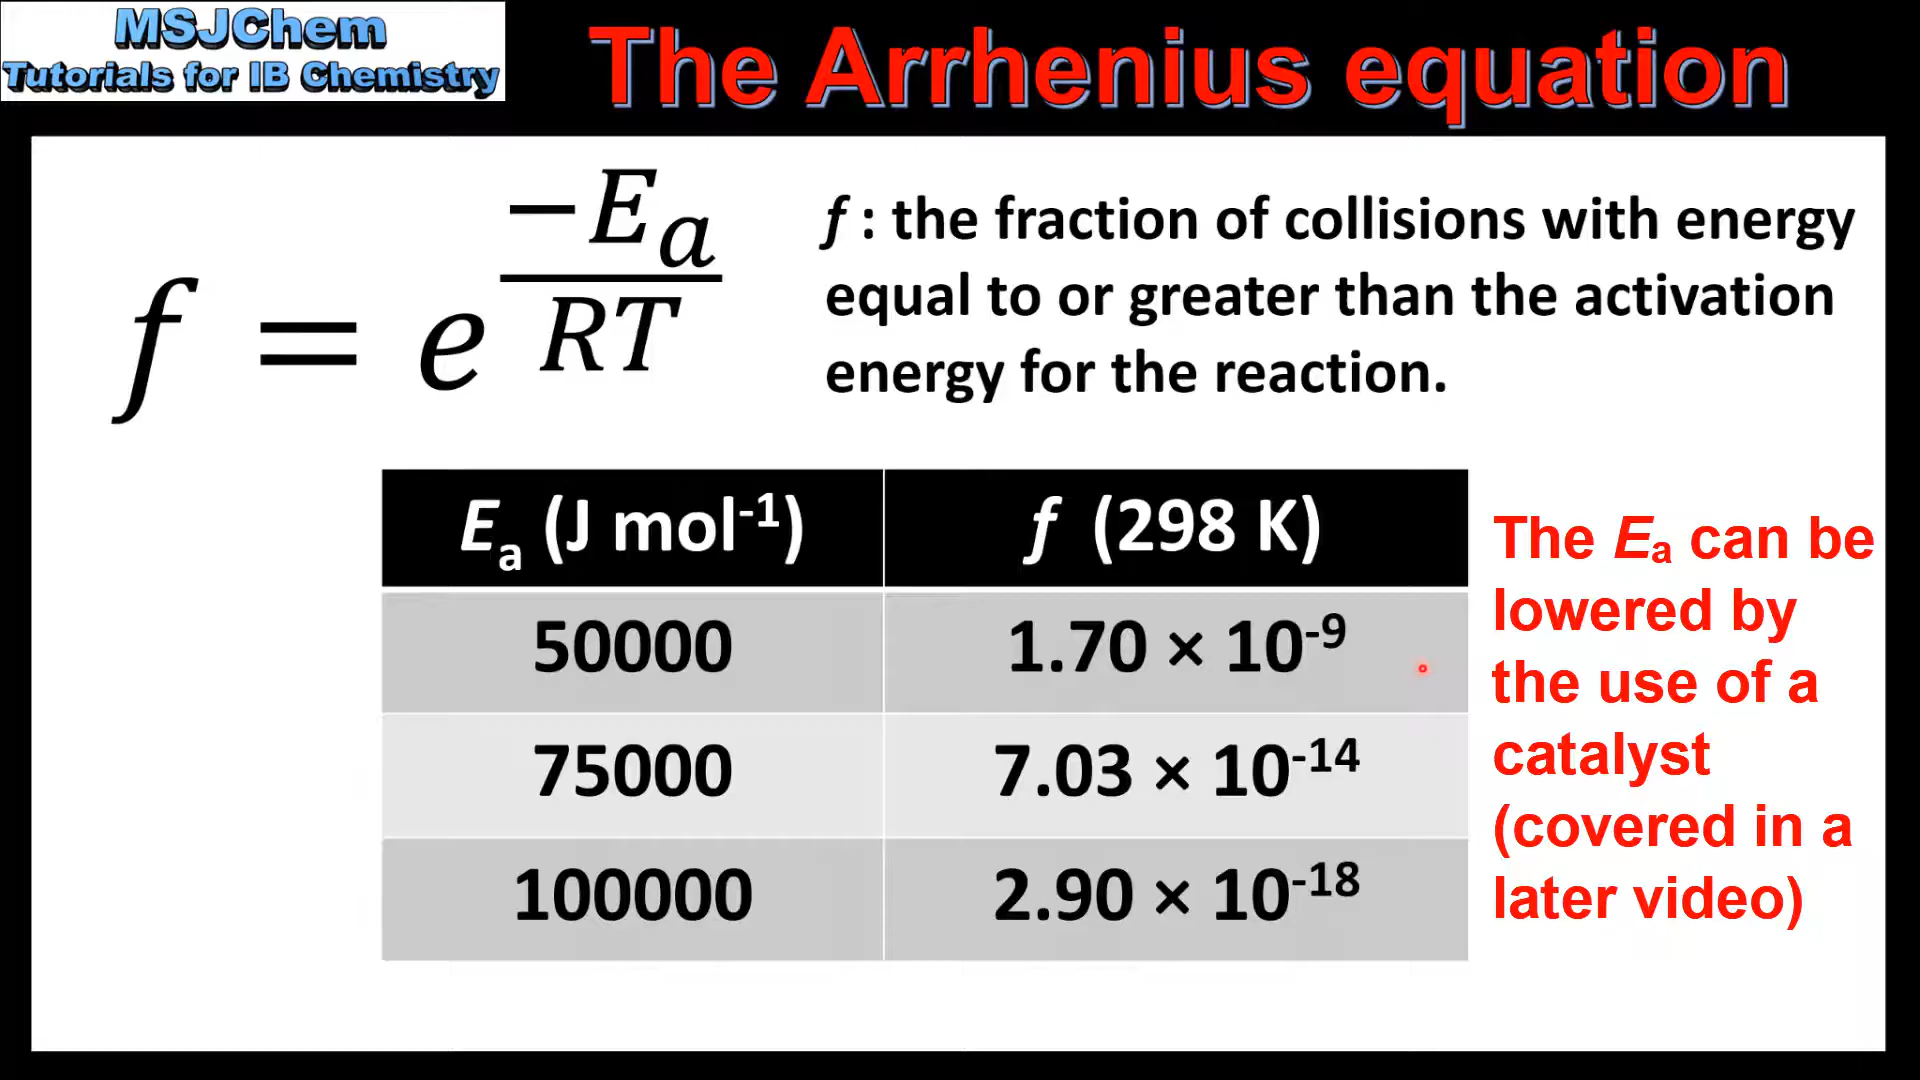 MSJChem
Tutorials for IB Chemistry
The Arrhenius equation
f = e^(−Eₐ/RT)
f : the fraction of collisions with energy
equal to or greater than the activation
energy for the reaction.
Eₐ (J mol⁻¹) f (298 K)
50000 1.70 × 10⁻⁹
75000 7.03 × 10⁻¹⁴
100000 2.90 × 10⁻¹⁸
The Eₐ can be
lowered by
the use of a
catalyst
(covered in a
later video)